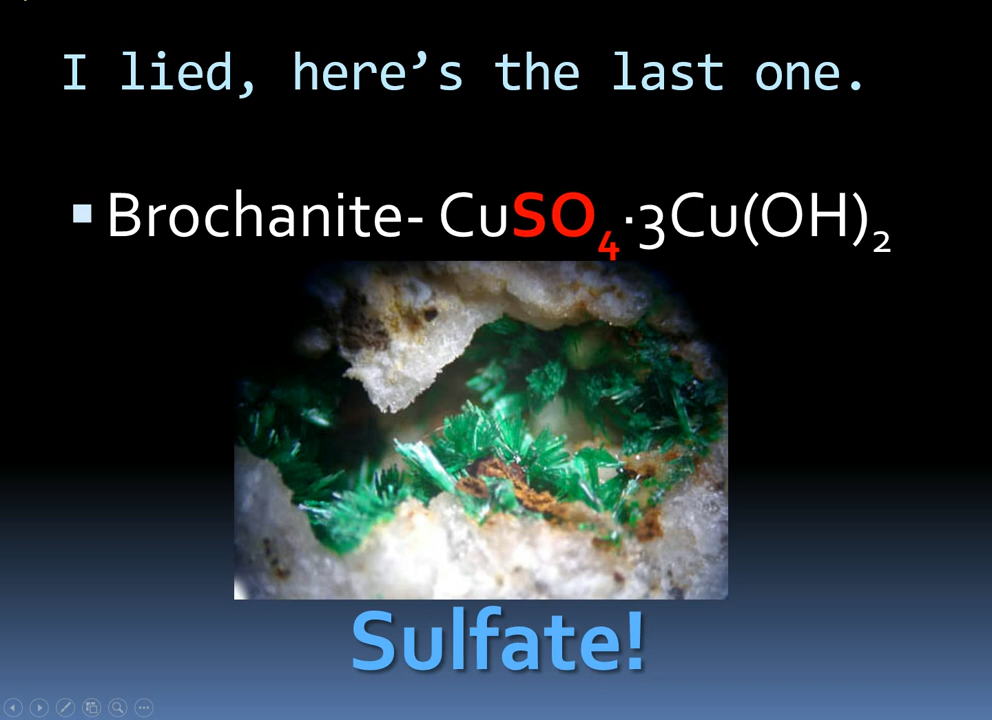 I lied, here’s the last one.
▪ Brochanite- CuSO₄·3Cu(OH)₂
Sulfate!